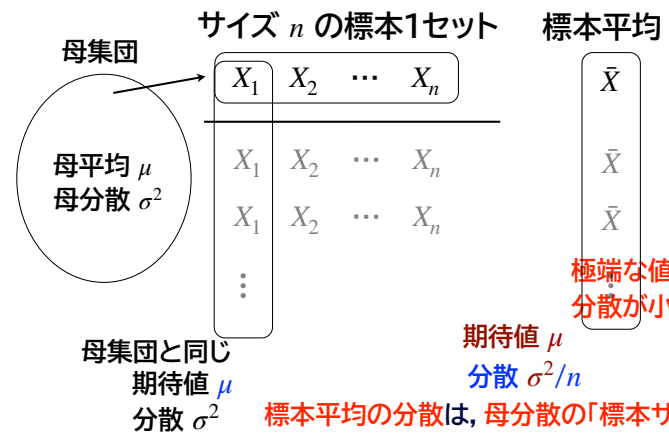 サイズ n の標本1セット
標本平均
母集団
X₁ X₂ ⋯ Xₙ
X̄
母平均 μ
母分散 σ²
X₁ X₂ ⋯ Xₙ
X̄
X₁ X₂ ⋯ Xₙ
X̄
⋮
⋮
極端な値
分散が小
母集団と同じ
期待値 μ
分散 σ²
期待値 μ
分散 σ²/n
標本平均の分散は, 母分散の「標本サ